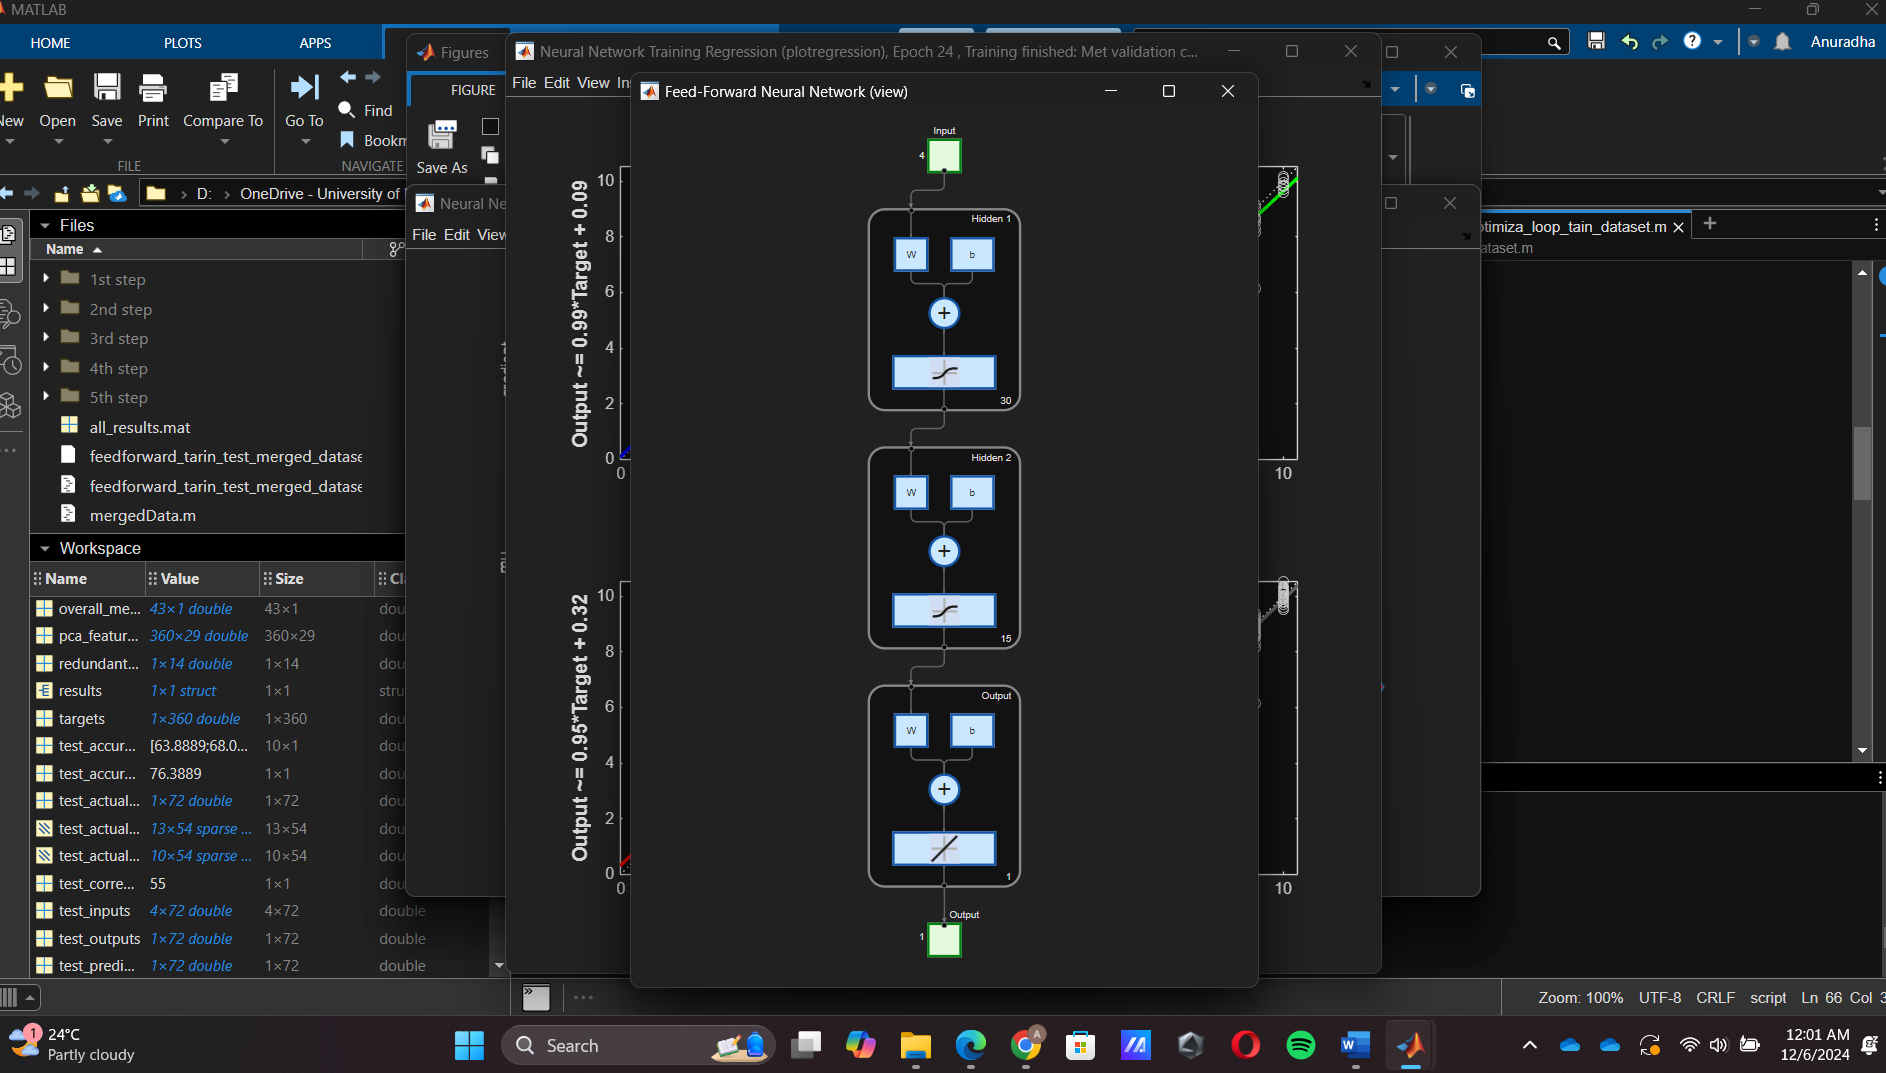 MATLAB
HOME
PLOTS
APPS
Anuradha
New
Open
Save
Print
Compare To
Go To
Find
Bookm
FILE
NAVIGATE
D:
OneDrive - University of
Files
Name
1st step
2nd step
3rd step
4th step
5th step
all_results.mat
feedforward_tarin_test_merged_datase
feedforward_tarin_test_merged_datase
mergedData.m
Workspace
Name Value Size Cl
overall_me... 43×1 double 43×1 dou
pca_featur... 360×29 double 360×29 dou
redundant... 1×14 double 1×14 dou
results 1×1 struct 1×1 stru
targets 1×360 double 1×360 dou
test_accur... [63.8889;68.0... 10×1 dou
test_accur... 76.3889 1×1 dou
test_actual... 1×72 double 1×72 dou
test_actual... 13×54 sparse ... 13×54 dou
test_actual... 10×54 sparse ... 10×54 dou
test_corre... 55 1×1 dou
test_inputs 4×72 double 4×72 double
test_outputs 1×72 double 1×72 double
test_predi... 1×72 double 1×72 double
Figures
FIGURE
Save As
Neural Ne
File Edit View
Neural Network Training Regression (plotregression), Epoch 24 , Training finished: Met validation c...
File Edit View In
Output ~= 0.99*Target + 0.09
10
8
6
4
2
0
0
10
Output ~= 0.95*Target + 0.32
10
8
6
4
2
0
0
10
Feed-Forward Neural Network (view)
Input
4
Hidden 1
W b
+
30
Hidden 2
W b
+
15
Output
W b
+
1
Output
1
timiza_loop_tain_dataset.m
ataset.m
Zoom: 100% UTF-8 CRLF script Ln 66 Col 3
1
24°C
Partly cloudy
Search
A
12:01 AM
12/6/2024